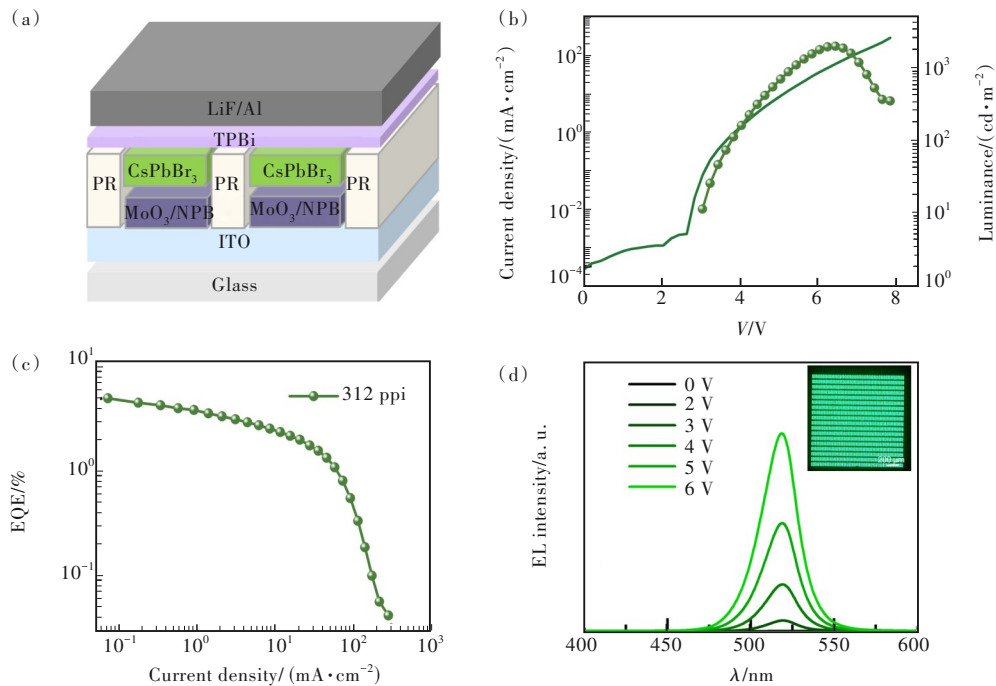 (a)
LiF/Al
TPBi
PR CsPbBr₃ PR CsPbBr₃ PR
MoO₃/NPB MoO₃/NPB
ITO
Glass
(b)
Current density/(mA·cm⁻²)
10²
10⁰
10⁻²
10⁻⁴
0 2 4 6 8
V/V
10³
10²
10¹
10⁰
Luminance/(cd·m⁻²)
(c)
EQE/%
10¹
10⁰
10⁻¹
312 ppi
10⁻¹ 10⁰ 10¹ 10² 10³
Current density/(mA·cm⁻²)
(d)
EL intensity/a. u.
0 V
2 V
3 V
4 V
5 V
6 V
200 μm
400 450 500 550 600
λ/nm